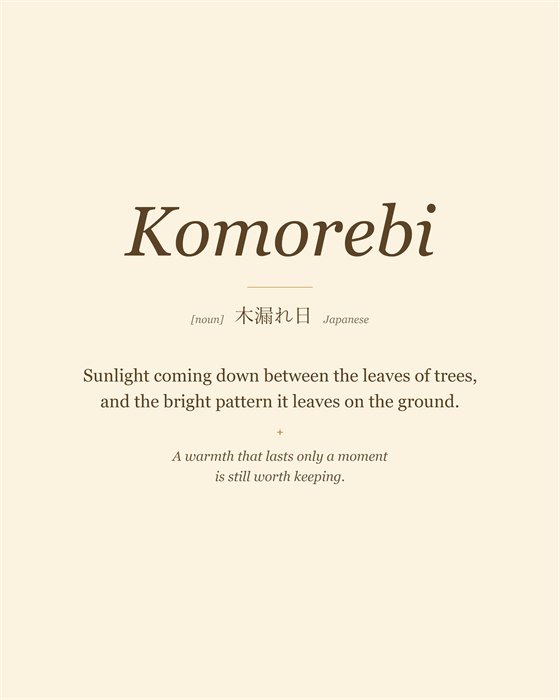 Komorebi
[noun] 木漏れ日 Japanese
Sunlight coming down between the leaves of trees,
and the bright pattern it leaves on the ground.
+
A warmth that lasts only a moment
is still worth keeping.